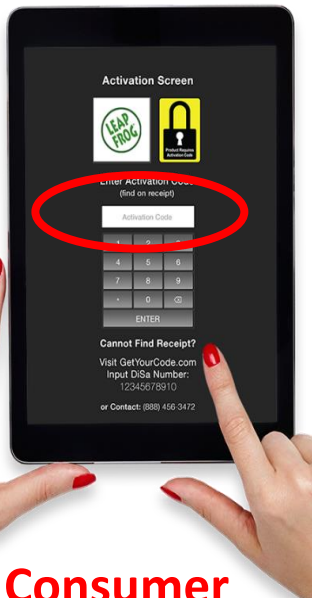 Activation Screen
LEAP
FROG
Product Requires
Activation Code
Enter Activation Code
(find on receipt)
Activation Code
1 2 3
4 5 6
7 8 9
0
ENTER
Cannot Find Receipt?
Visit GetYourCode.com
Input DiSa Number:
12345678910
or Contact: (888) 456-3472
Consumer